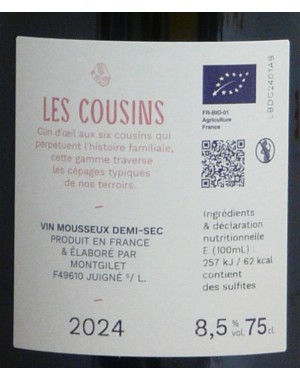 LES COUSINS
Clin d'œil aux six cousins qui
perpetuent l'histoire familiale,
cette gamme traverse
les cépages typiques
de nos terroirs.
VIN MOUSSEUX DEMI-SEC
PRODUIT EN FRANCE
& ÉLABORÉ PAR
MONTGILET
F49610 JUIGNÉ S/ L.
2024
FR-BIO-01
Agriculture
France
LBDC2401AB
Ingrédients
& déclaration
nutritionnelle
E (100mL) :
257 kJ / 62 kcal
contient
des sulfites
8,5 % vol. 75 cl